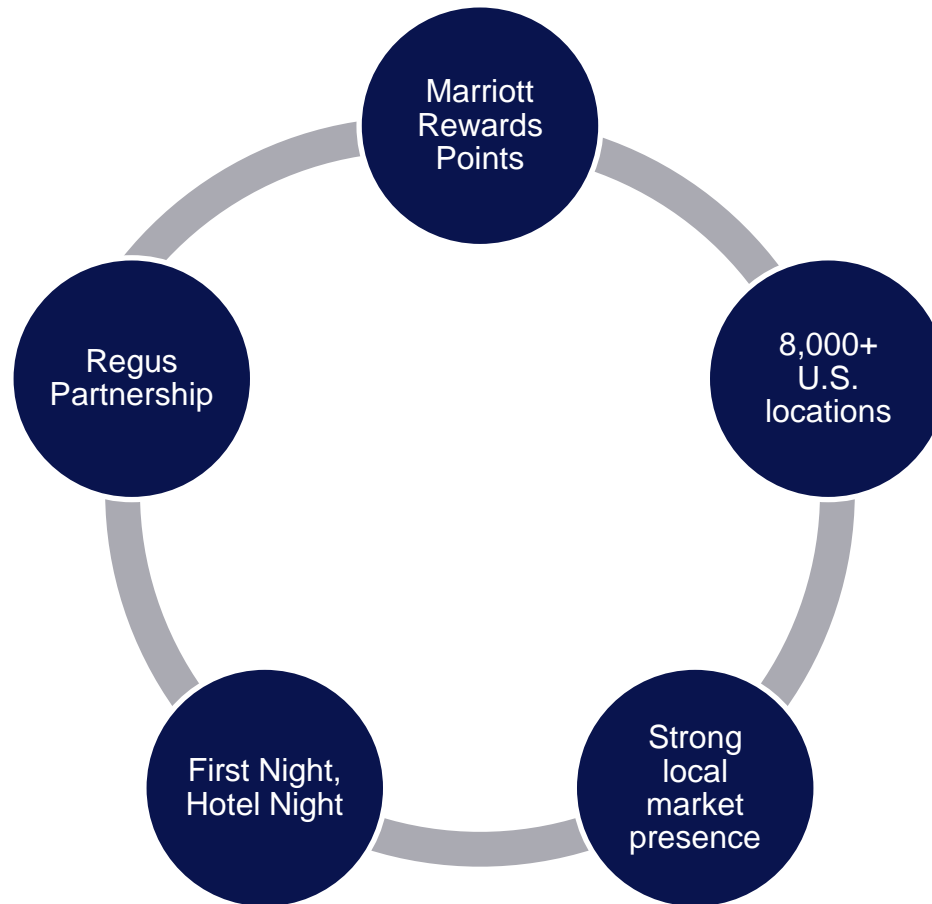 Marriott
Rewards
Points
8,000+
U.S.
locations
Strong
local
market
presence
First Night,
Hotel Night
Regus
Partnership